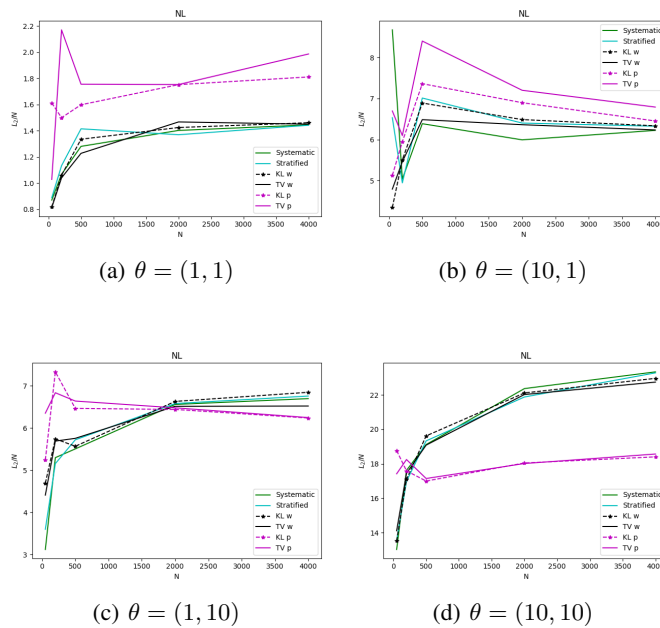 NL
NL
2.2
2.0
1.8
1.6
1.4
1.2
1.0
0.8
L₂/N
0 500 1000 1500 2000 2500 3000 3500 4000
N
Systematic
Stratified
KL w
TV w
KL p
TV p
8
7
6
5
L₂/N
0 500 1000 1500 2000 2500 3000 3500 4000
N
Systematic
Stratified
KL w
TV w
KL p
TV p
(a) θ = (1, 1)
(b) θ = (10, 1)
NL
NL
7
6
5
4
3
L₂/N
0 500 1000 1500 2000 2500 3000 3500 4000
N
Systematic
Stratified
KL w
TV w
KL p
TV p
22
20
18
16
14
L₂/N
0 500 1000 1500 2000 2500 3000 3500 4000
N
Systematic
Stratified
KL w
TV w
KL p
TV p
(c) θ = (1, 10)
(d) θ = (10, 10)